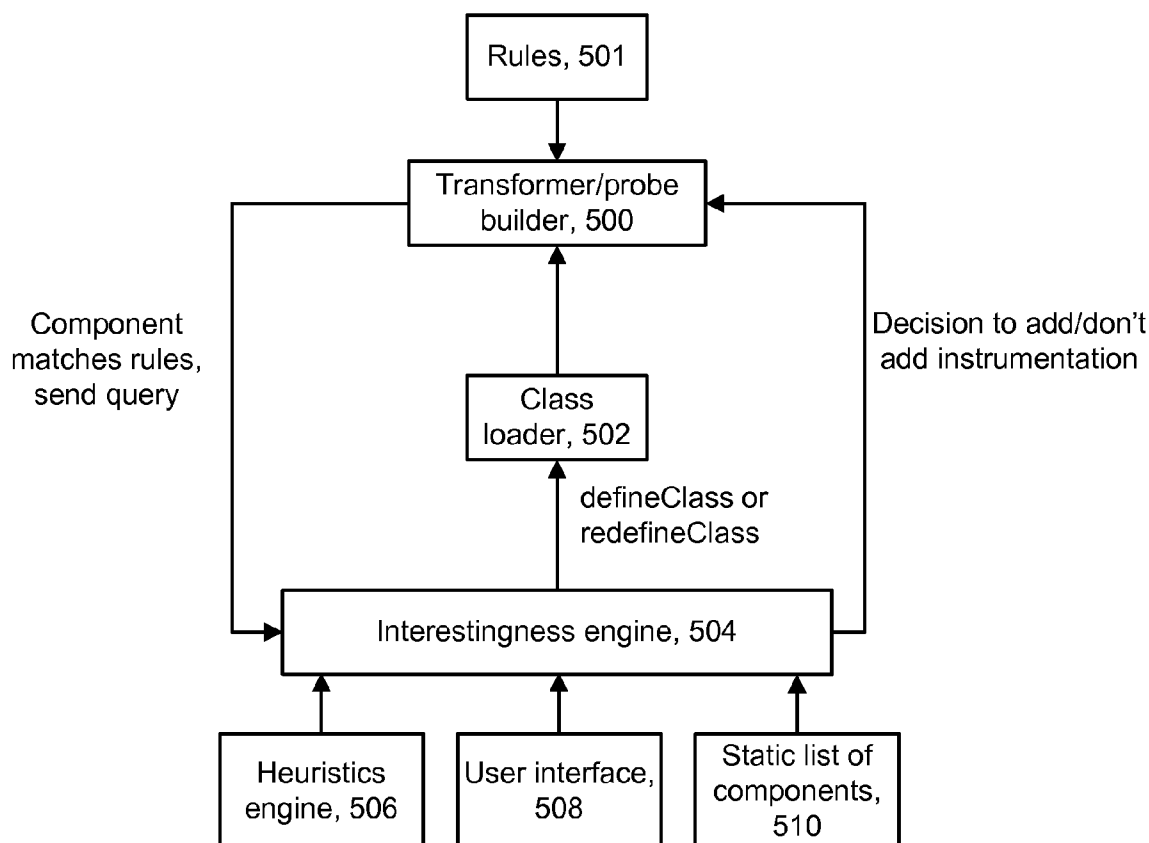 Rules, 501
Transformer/probe
builder, 500
Component
matches rules,
send query
Decision to add/don't
add instrumentation
Class
loader, 502
defineClass or
redefineClass
Interestingness engine, 504
Heuristics
engine, 506
User interface,
508
Static list of
components,
510